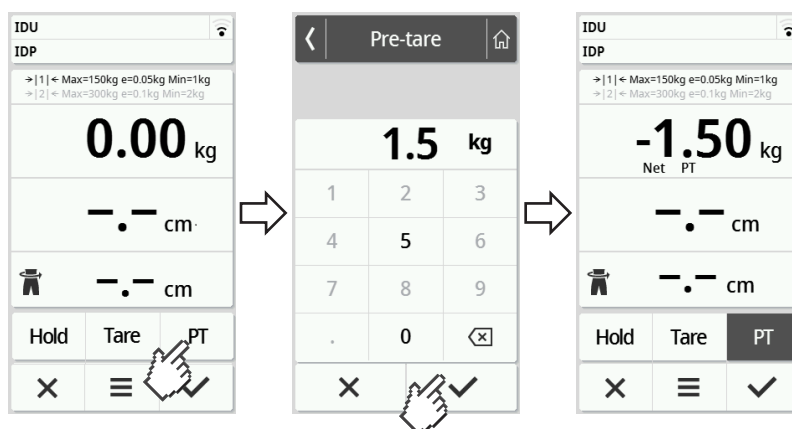 IDU
IDP
→|1|← Max=150kg e=0.05kg Min=1kg
→|2|← Max=300kg e=0.1kg Min=2kg
0.00 kg
-.- cm
-.- cm
Hold Tare PT
Pre-tare
1.5 kg
1 2 3
4 5 6
7 8 9
. 0
IDU
IDP
→|1|← Max=150kg e=0.05kg Min=1kg
→|2|← Max=300kg e=0.1kg Min=2kg
-1.50 kg
Net PT
-.- cm
-.- cm
Hold Tare PT